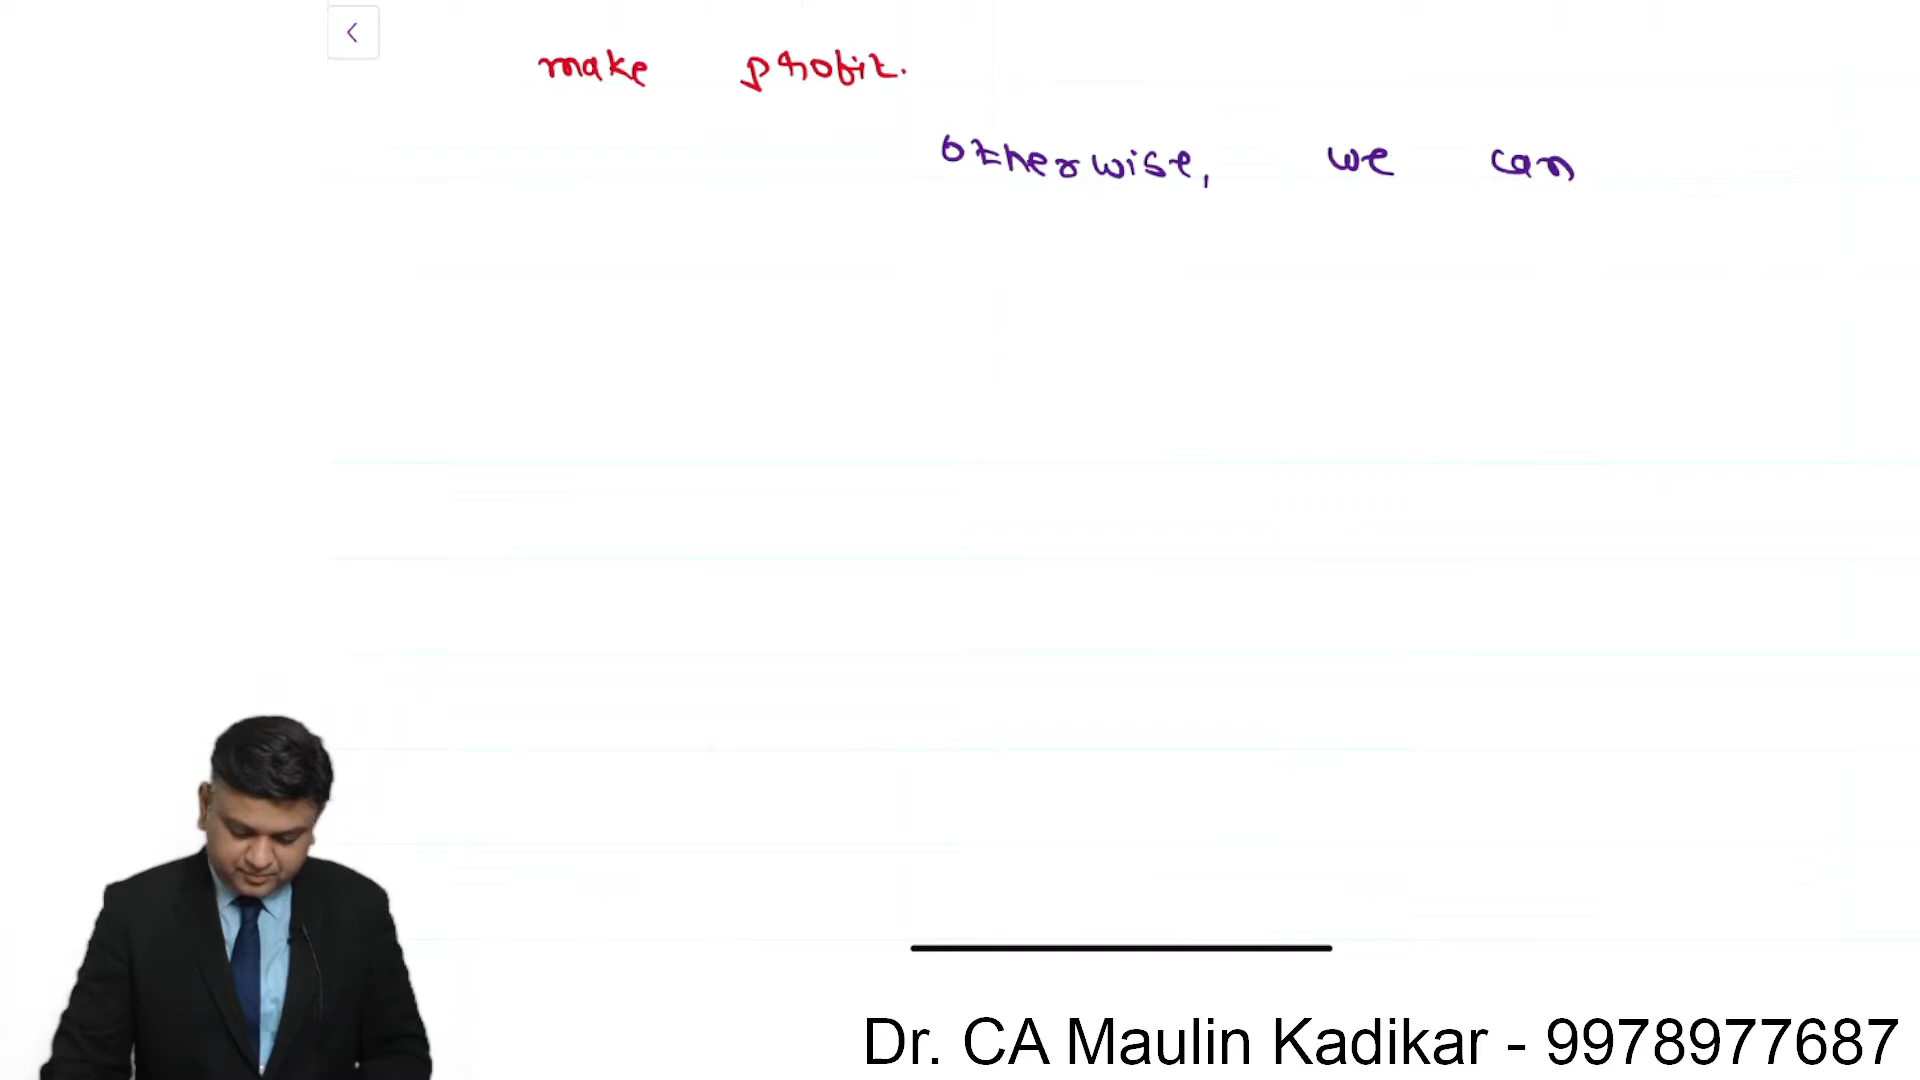 make profit.
otherwise, we can
Dr. CA Maulin Kadikar - 9978977687